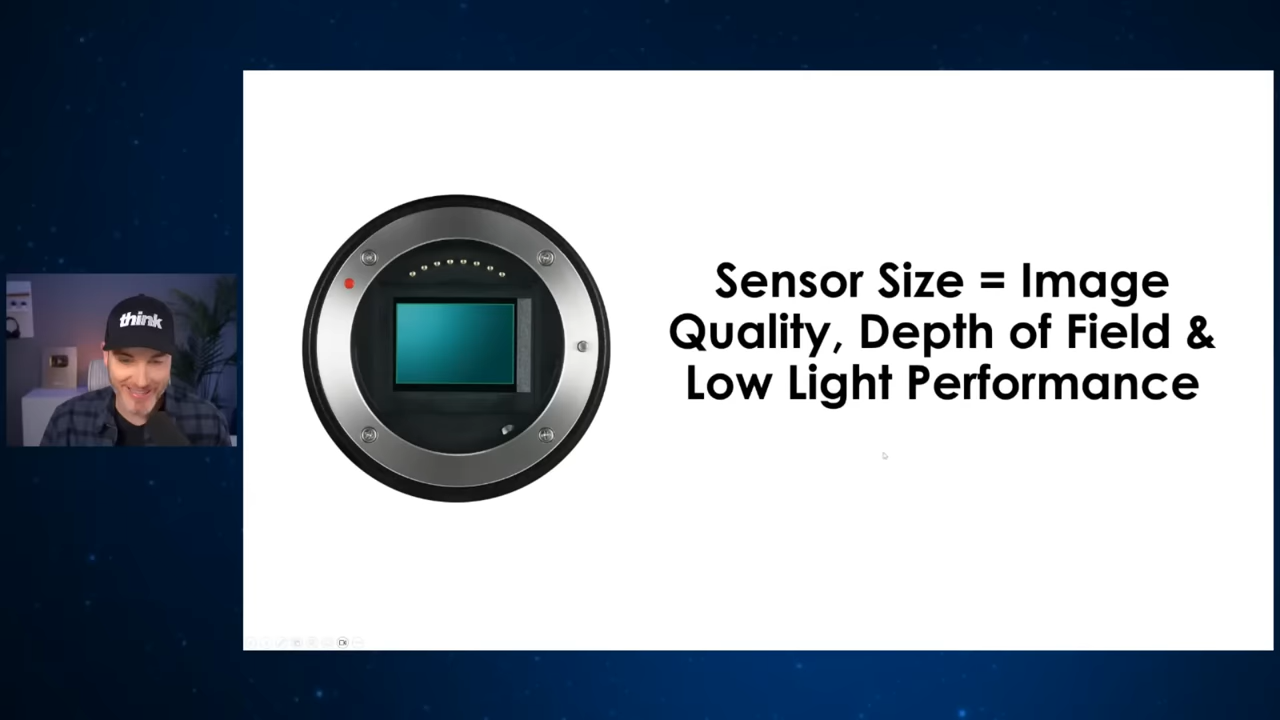 think
Sensor Size = Image
Quality, Depth of Field &
Low Light Performance